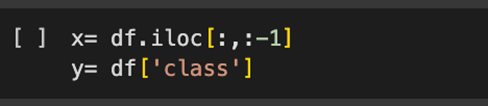 [ ] x= df.iloc[:,:-1]
y= df['class']